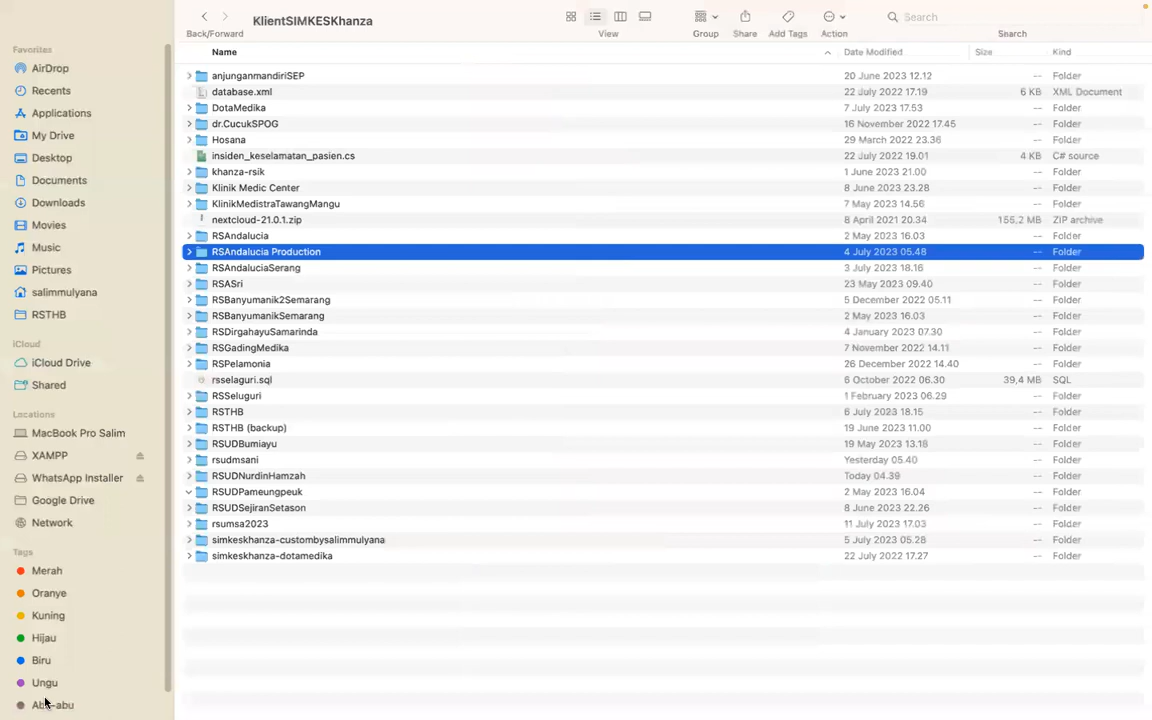 KlientSIMKESKhanza
Back/Forward View Group Share Add Tags Action Search Search
Favorites
AirDrop
Recents
Applications
My Drive
Desktop
Documents
Downloads
Movies
Music
Pictures
salimmulyana
RSTHB
iCloud
iCloud Drive
Shared
Locations
MacBook Pro Salim
XAMPP
WhatsApp Installer
Google Drive
Network
Tags
Merah
Oranye
Kuning
Hijau
Biru
Ungu
Name Date Modified Size Kind
anjunganmandiriSEP 20 June 2023 12.12 -- Folder
database.xml 22 July 2022 17.19 6 KB XML Document
DotaMedika 7 July 2023 17.53 -- Folder
dr.CucukSPOG 16 November 2022 17.45 -- Folder
Hosana 29 March 2022 23.36 -- Folder
insiden_keselamatan_pasien.cs 22 July 2022 19.01 4 KB C# source
khanza-rsik 1 June 2023 21.00 -- Folder
Klinik Medic Center 8 June 2023 23.28 -- Folder
KlinikMedistraTawangMangu 7 May 2023 14.56 -- Folder
nextcloud-21.0.1.zip 8 April 2021 20.34 155,2 MB ZIP archive
RSAndalucia 2 May 2023 16.03 -- Folder
RSAndalucia Production 4 July 2023 05.48 -- Folder
RSAndaluciaSerang 3 July 2023 18.16 -- Folder
RSASri 23 May 2023 09.40 -- Folder
RSBanyumanik2Semarang 5 December 2022 05.11 -- Folder
RSBanyumanikSemarang 2 May 2023 16.03 -- Folder
RSDirgahayuSamarinda 4 January 2023 07.30 -- Folder
RSGadingMedika 7 November 2022 14.11 -- Folder
RSPelamonia 26 December 2022 14.40 -- Folder
rsselaguri.sql 6 October 2022 06.30 39,4 MB SQL
RSSeluguri 1 February 2023 06.29 -- Folder
RSTHB 6 July 2023 18.15 -- Folder
RSTHB (backup) 19 June 2023 11.00 -- Folder
RSUDBumiayu 19 May 2023 13.18 -- Folder
rsudmsani Yesterday 05.40 -- Folder
RSUDNurdinHamzah Today 04.39 -- Folder
RSUDPameungpeuk 2 May 2023 16.04 -- Folder
RSUDSejiranSetason 8 June 2023 22.26 -- Folder
rsumsa2023 11 July 2023 17.03 -- Folder
simkeskhanza-custombysalimmulyana 5 July 2023 05.28 -- Folder
simkeskhanza-dotamedika 22 July 2022 17.27 -- Folder